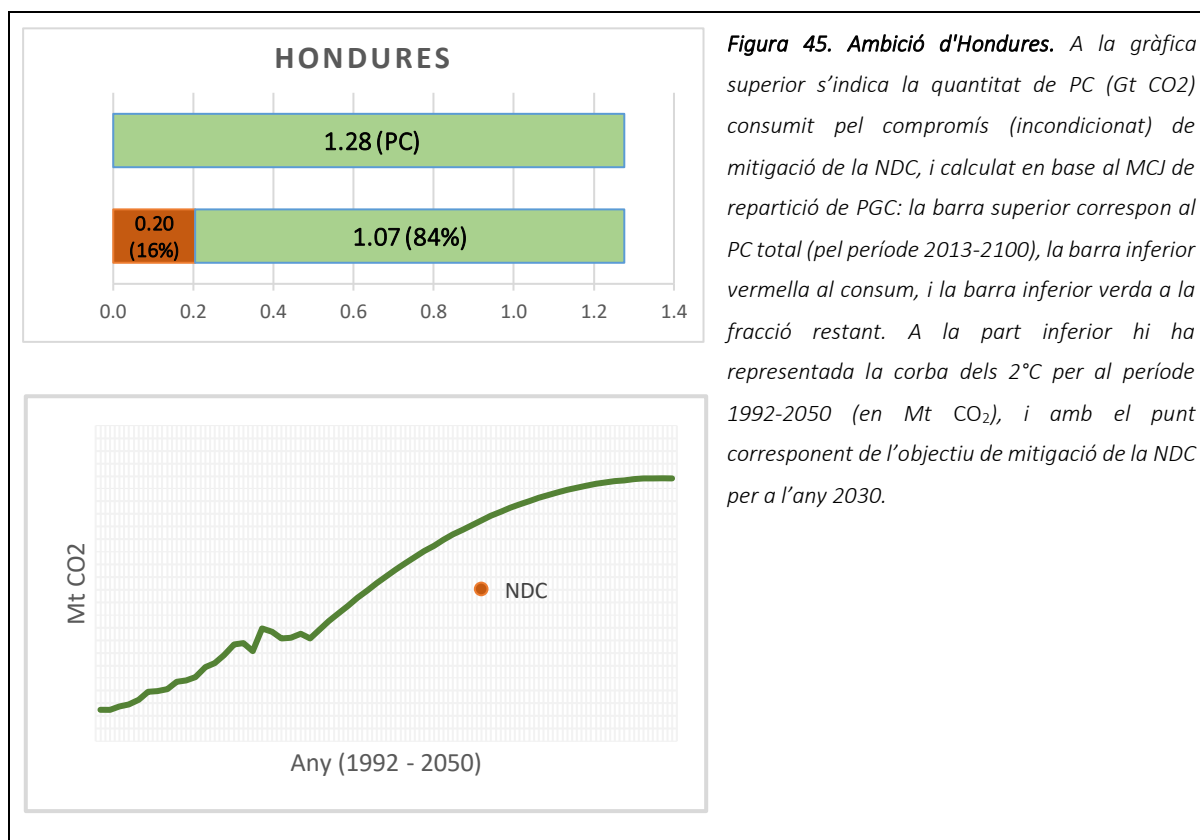 HONDURES
1.28 (PC)
0.20
(16%)
1.07 (84%)
0.0 0.2 0.4 0.6 0.8 1.0 1.2 1.4
Mt CO2
NDC
Any (1992 - 2050)
Figura 45. Ambició d'Hondures. A la gràfica
superior s’indica la quantitat de PC (Gt CO2)
consumit pel compromís (incondicionat) de
mitigació de la NDC, i calculat en base al MCJ de
repartició de PGC: la barra superior correspon al
PC total (pel període 2013-2100), la barra inferior
vermella al consum, i la barra inferior verda a la
fracció restant. A la part inferior hi ha
representada la corba dels 2°C per al període
1992-2050 (en Mt CO₂), i amb el punt
corresponent de l’objectiu de mitigació de la NDC
per a l’any 2030.